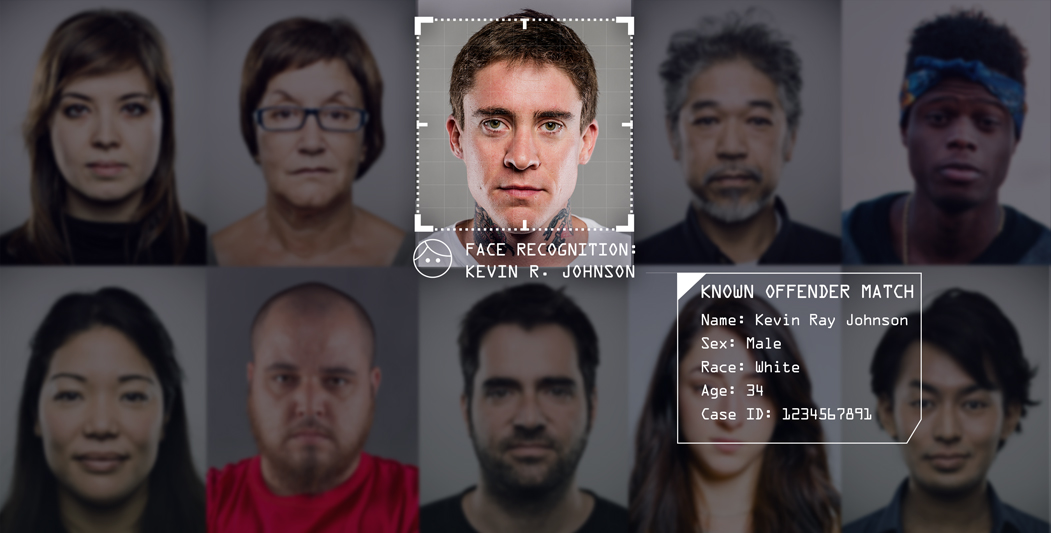 FACE RECOGNITION:
KEVIN R. JOHNSON
KNOWN OFFENDER MATCH
Name: Kevin Ray Johnson
Sex: Male
Race: White
Age: 34
Case ID: 1234567891